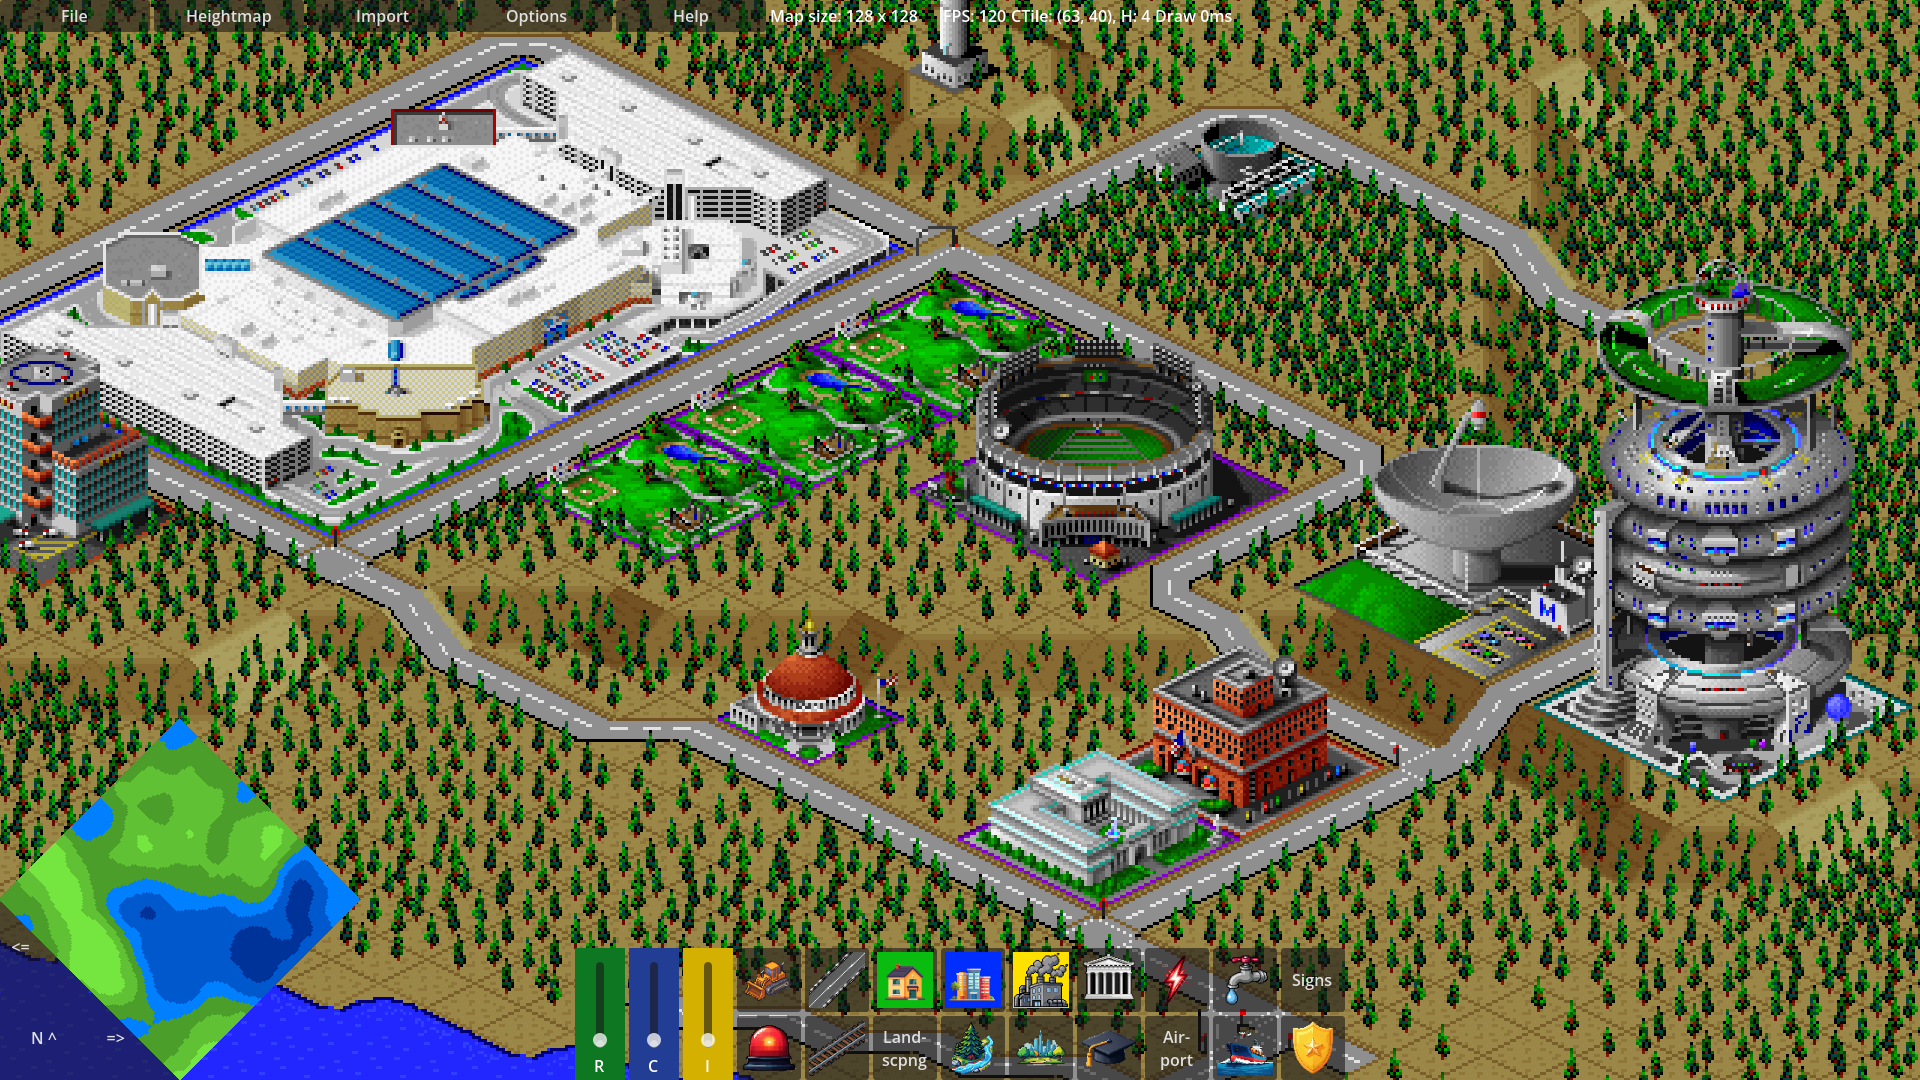 File Heightmap Import Options Help Map size: 128 x 128 FPS: 120 CTile: (63, 40), H: 4 Draw 0ms
M
<=
N ^ =>
R C I
Signs
Land-
scpng
Air-
port